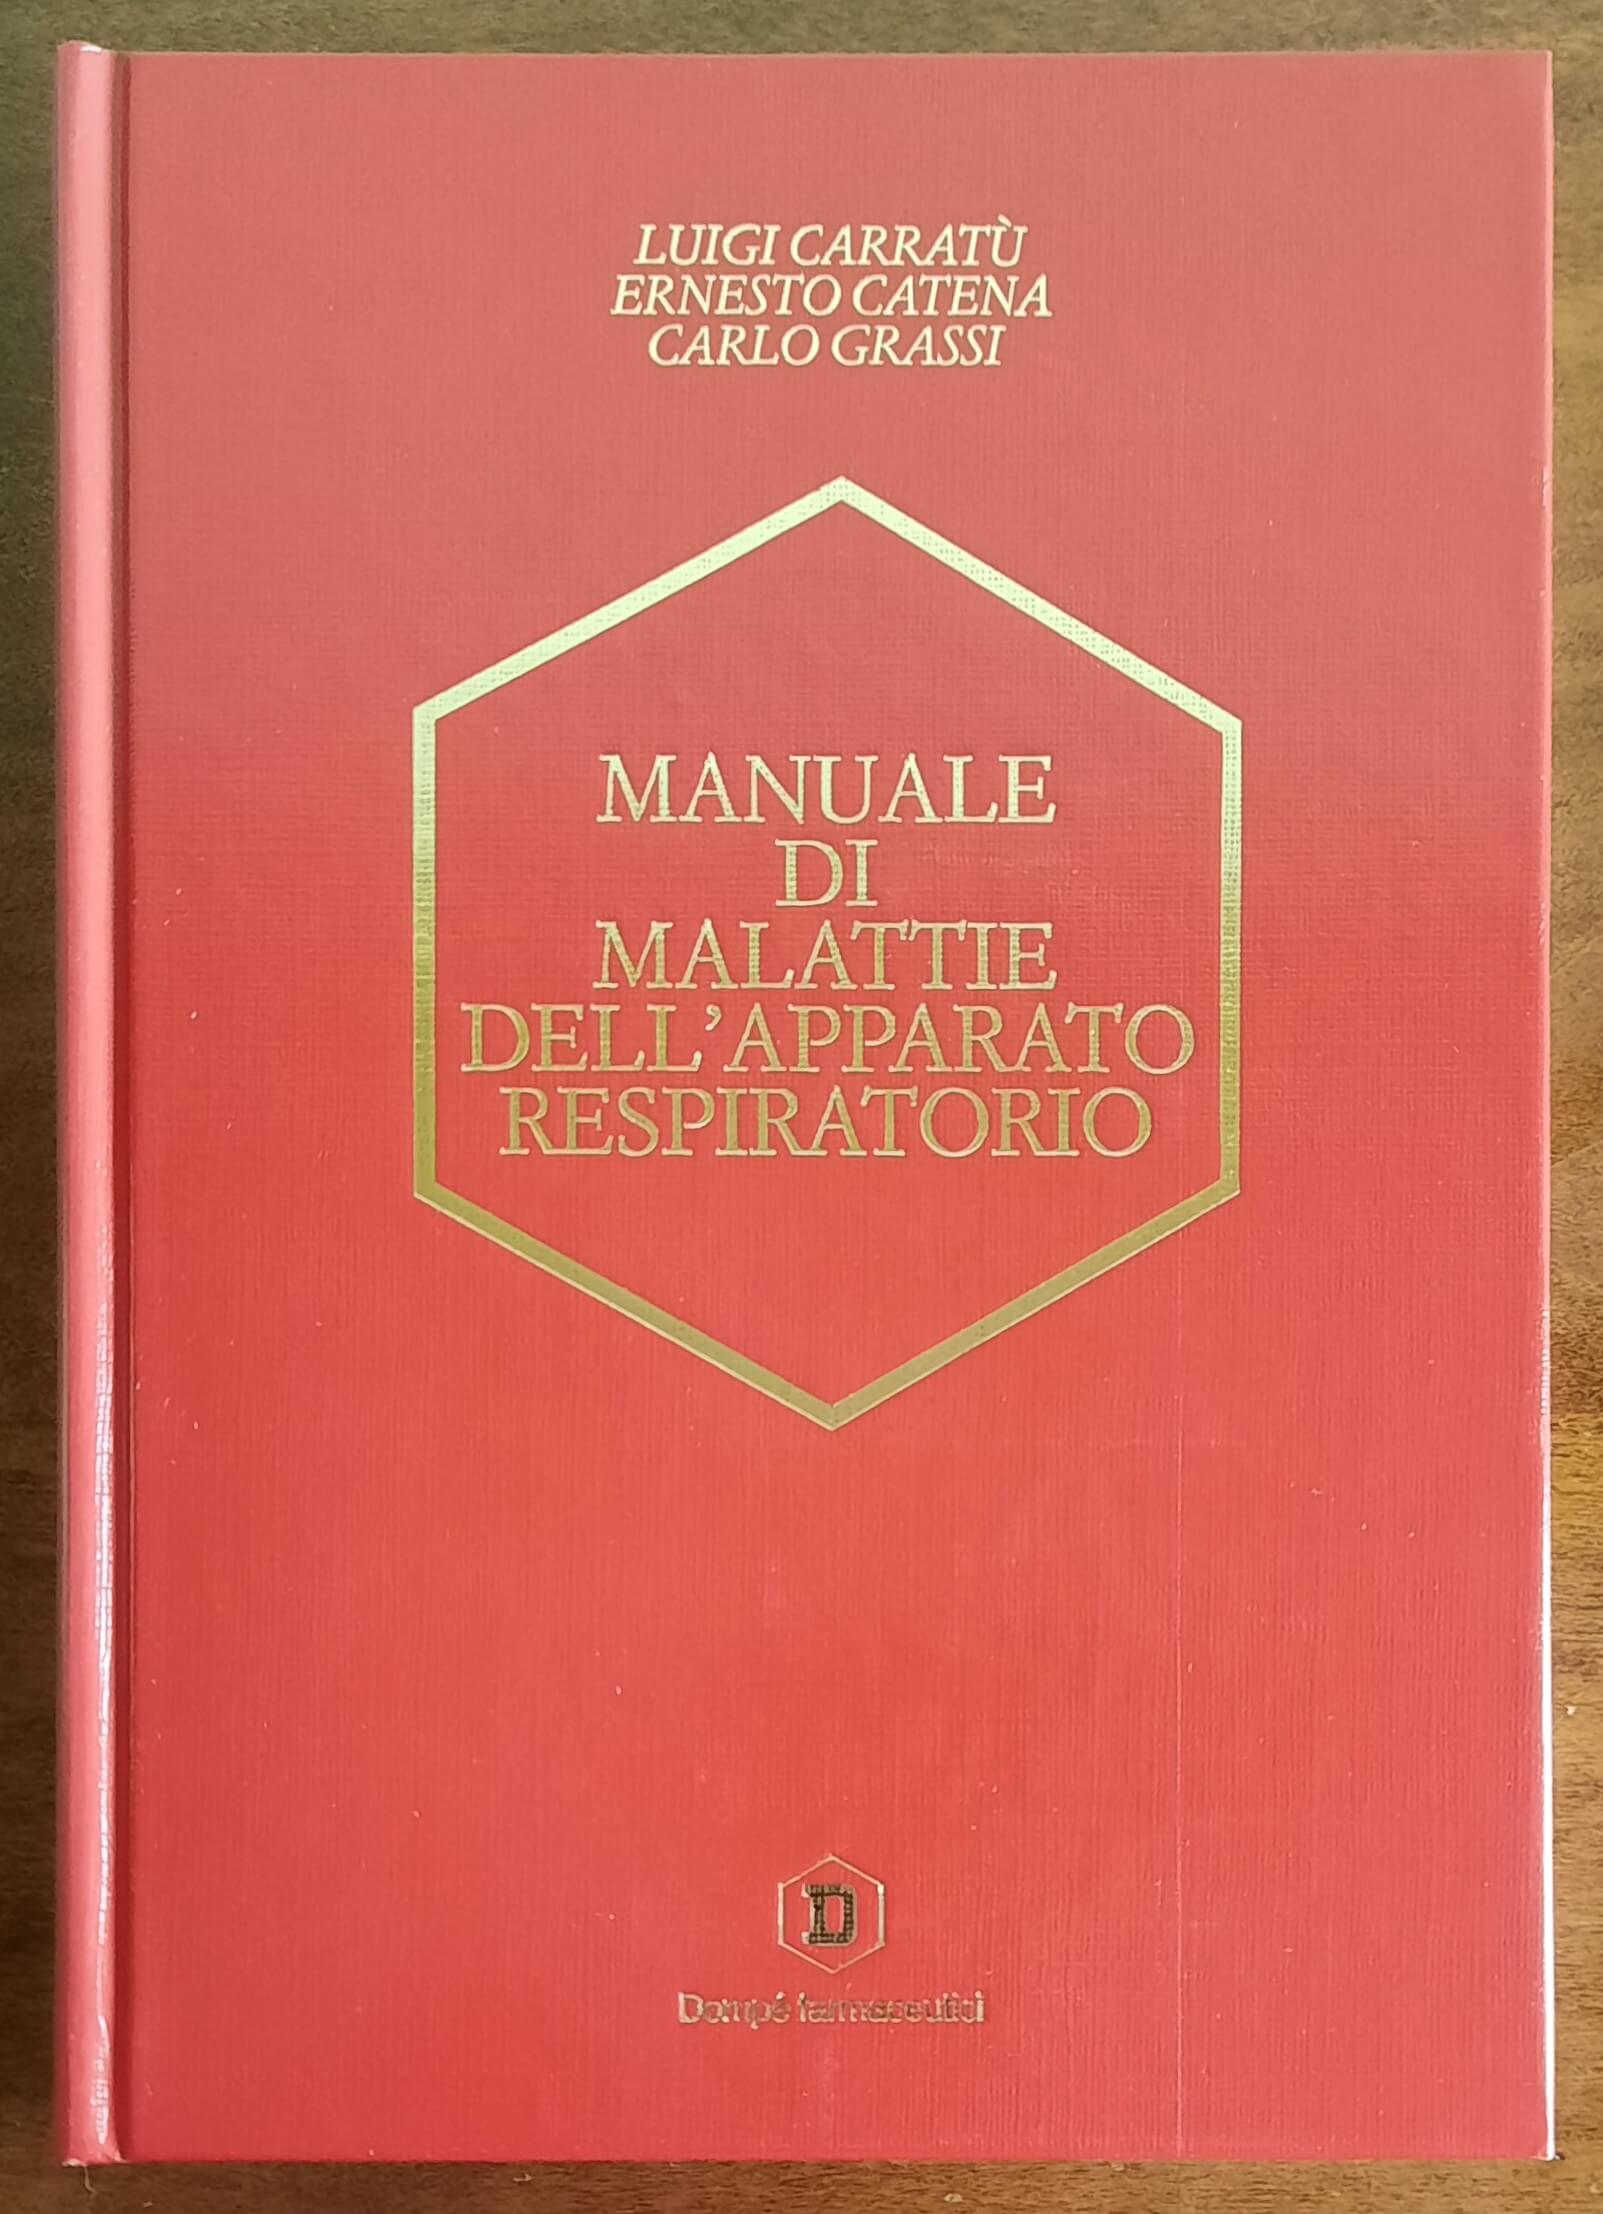 LUIGI CARRATÙ
ERNESTO CATENA
CARLO GRASSI
MANUALE
DI
MALATTIE
DELL'APPARATO
RESPIRATORIO
D
Dompé farmaceutici